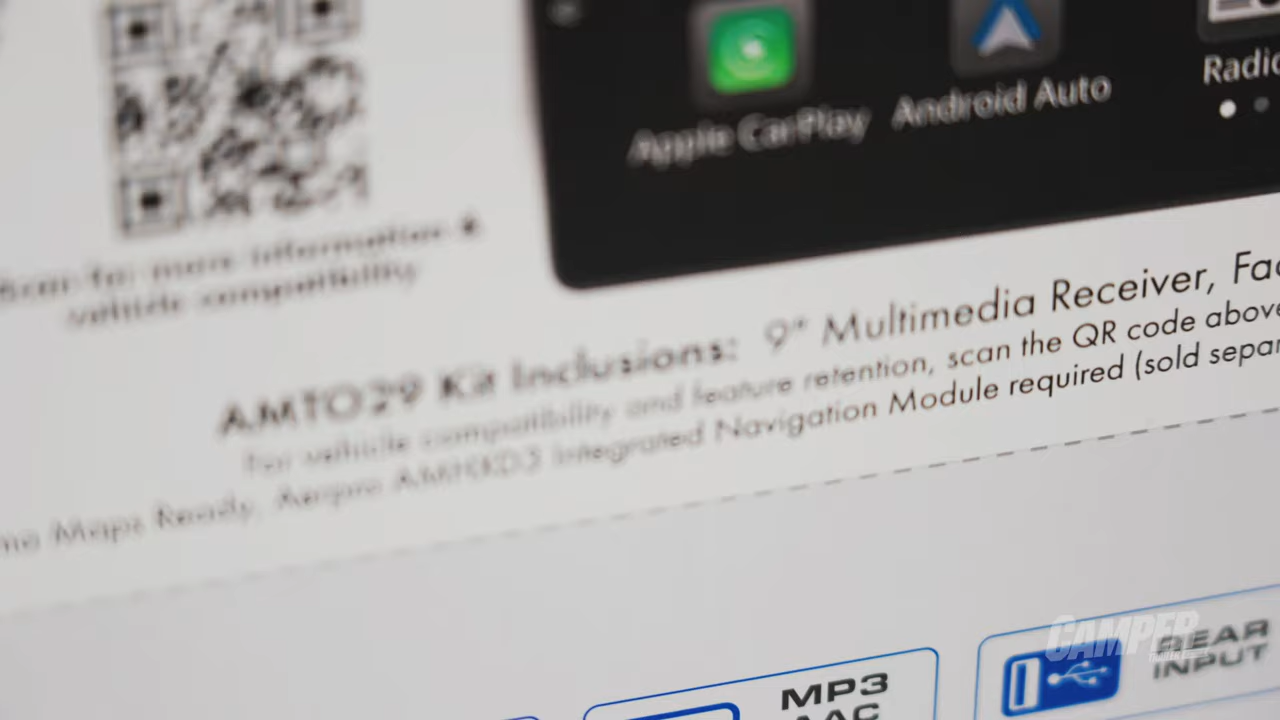 Apple CarPlay
Android Auto
Radio
Scan for more information &
vehicle compatibility
AMTO29 Kit Inclusions: 9" Multimedia Receiver, Fac
For vehicle compatibility and feature retention, scan the QR code above
Maps Ready, Aerpro Integrated Navigation Module required (sold separ
MP3
AAC
REAR
INPUT
CAMPER